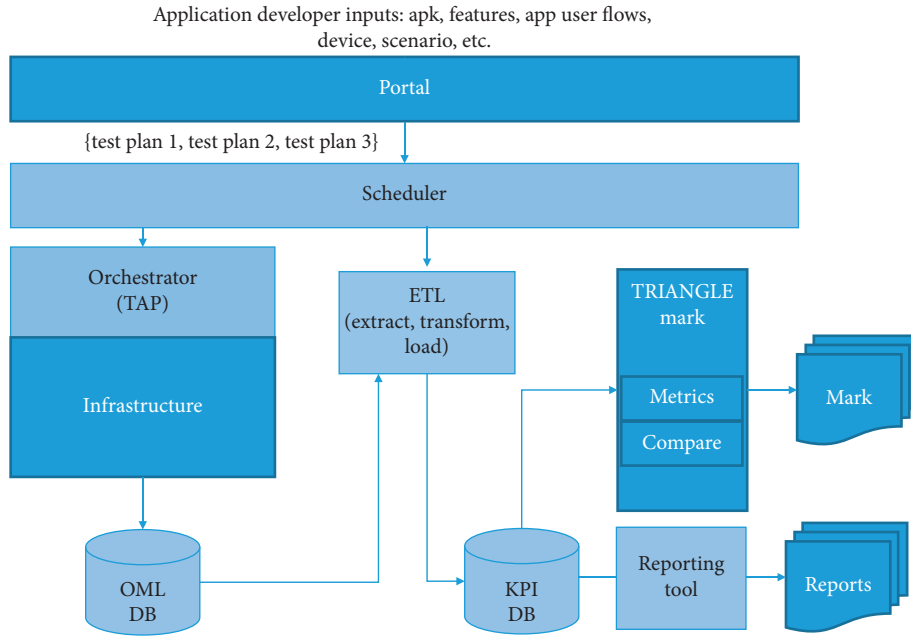 Application developer inputs: apk, features, app user flows,
device, scenario, etc.
Portal
{test plan 1, test plan 2, test plan 3}
Scheduler
Orchestrator
(TAP)
Infrastructure
OML
DB
ETL
(extract, transform,
load)
KPI
DB
TRIANGLE
mark
Metrics
Compare
Mark
Reporting
tool
Reports